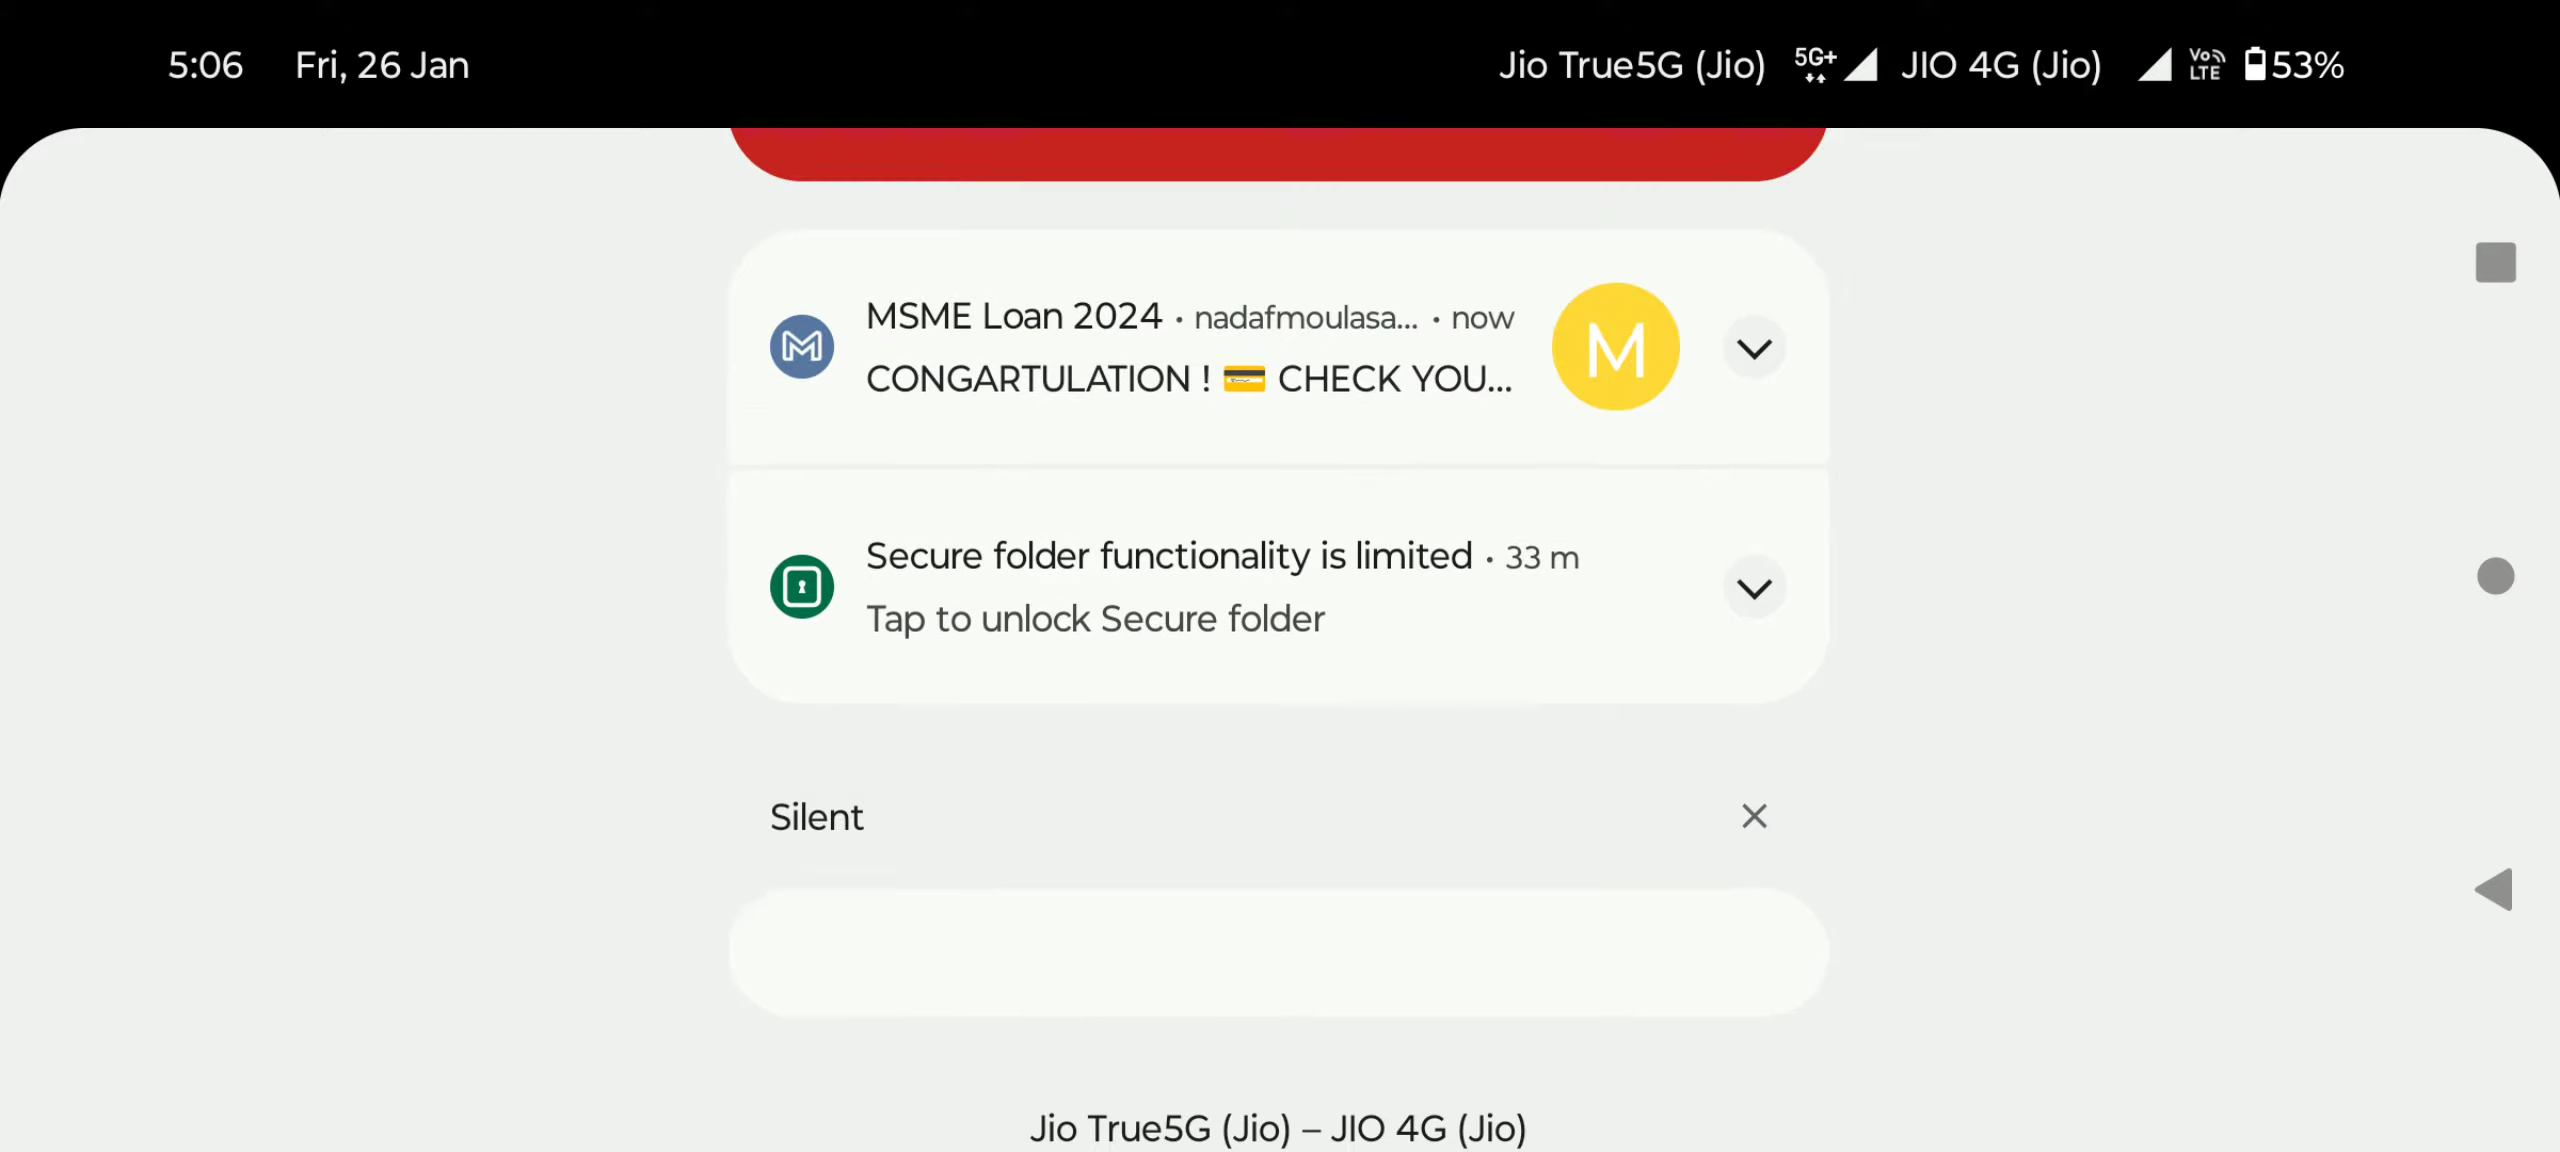 5:06 Fri, 26 Jan Jio True5G (Jio) 5G+ JIO 4G (Jio) Vo LTE 53%
MSME Loan 2024 • nadafmoulasa... • now
CONGARTULATION ! 💳 CHECK YOU...
M
Secure folder functionality is limited • 33 m
Tap to unlock Secure folder
Silent
Jio True5G (Jio) – JIO 4G (Jio)